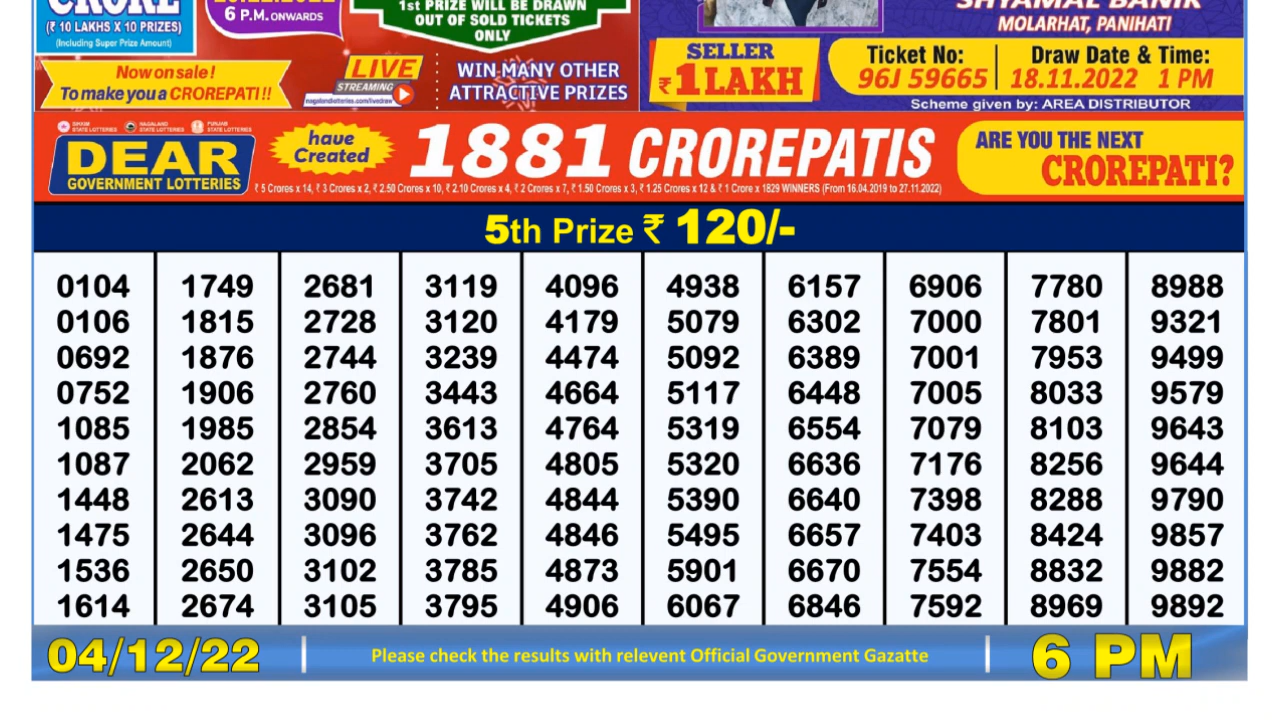 CRORE
(₹ 10 LAKHS X 10 PRIZES)
(Including Super Prize Amount)
6 P.M. ONWARDS
1st PRIZE WILL BE DRAWN
OUT OF SOLD TICKETS
ONLY
Now on sale!
To make you a CROREPATI !!
LIVE
STREAMING
nagalandlotteries.com/livedraw
WIN MANY OTHER
ATTRACTIVE PRIZES
SHYAMAL BANIK
MOLARHAT, PANIHATI
SELLER
₹ 1 LAKH
Ticket No:
96J 59665
Draw Date & Time:
18.11.2022 1 PM
Scheme given by: AREA DISTRIBUTOR
SIKKIM STATE LOTTERIES NAGALAND STATE LOTTERIES PUNJAB STATE LOTTERIES
DEAR
GOVERNMENT LOTTERIES
have
Created
1881 CROREPATIS
₹ 5 Crores x 14, ₹ 3 Crores x 2, ₹ 2.50 Crores x 10, ₹ 2.10 Crores x 4, ₹ 2 Crores x 7, ₹ 1.50 Crores x 3, ₹ 1.25 Crores x 12 & ₹ 1 Crore x 1829 WINNERS (From 16.04.2019 to 27.11.2022)
ARE YOU THE NEXT
CROREPATI?
5th Prize ₹ 120/-
0104 1749 2681 3119 4096 4938 6157 6906 7780 8988
0106 1815 2728 3120 4179 5079 6302 7000 7801 9321
0692 1876 2744 3239 4474 5092 6389 7001 7953 9499
0752 1906 2760 3443 4664 5117 6448 7005 8033 9579
1085 1985 2854 3613 4764 5319 6554 7079 8103 9643
1087 2062 2959 3705 4805 5320 6636 7176 8256 9644
1448 2613 3090 3742 4844 5390 6640 7398 8288 9790
1475 2644 3096 3762 4846 5495 6657 7403 8424 9857
1536 2650 3102 3785 4873 5901 6670 7554 8832 9882
1614 2674 3105 3795 4906 6067 6846 7592 8969 9892
04/12/22
Please check the results with relevent Official Government Gazatte
6 PM